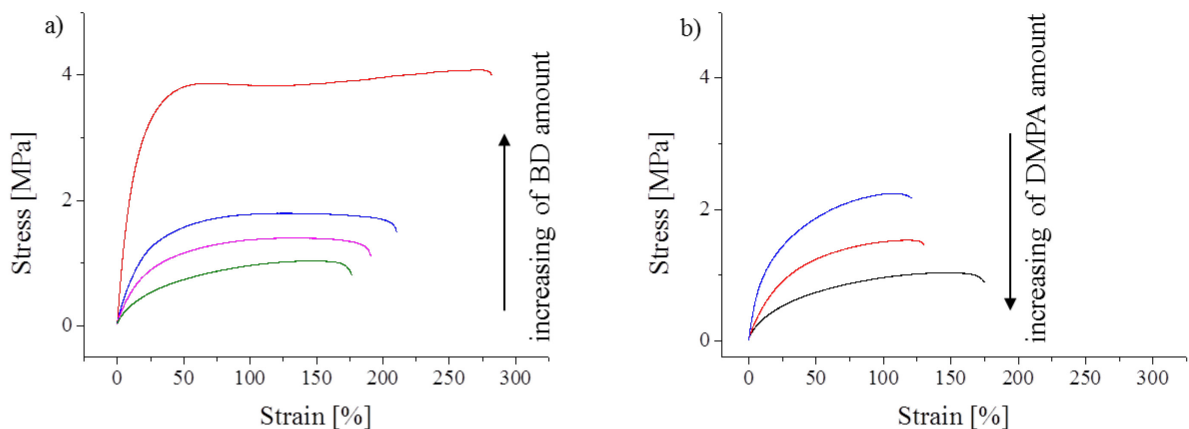 a)
Stress [MPa]
4
2
0
0 50 100 150 200 250 300
Strain [%]
increasing of BD amount
b)
Stress [MPa]
4
2
0
0 50 100 150 200 250 300
Strain [%]
increasing of DMPA amount